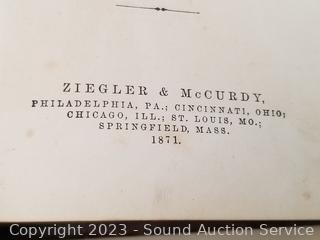 ZIEGLER & McCURDY,
PHILADELPHIA, PA.; CINCINNATI, OHIO;
CHICAGO, ILL.; ST. LOUIS, MO.;
SPRINGFIELD, MASS.
1871.
Copyright 2023 - Sound Auction Service